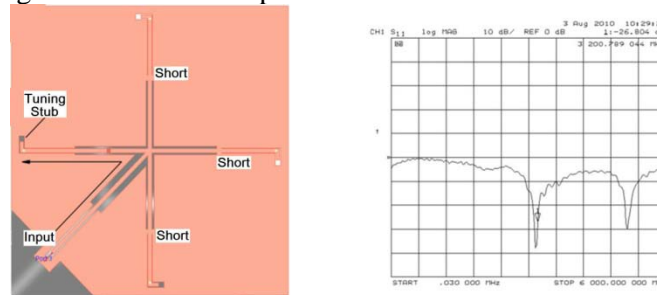 Short
Tuning
Stub
Short
Input
Short
3 Aug 2010 10:29:
CH1 S11 log MAG 10 dB/ REF 0 dB 1:-26.804 d
3 200.789 044 M
START .030 000 MHz STOP 6 000.000 000 M